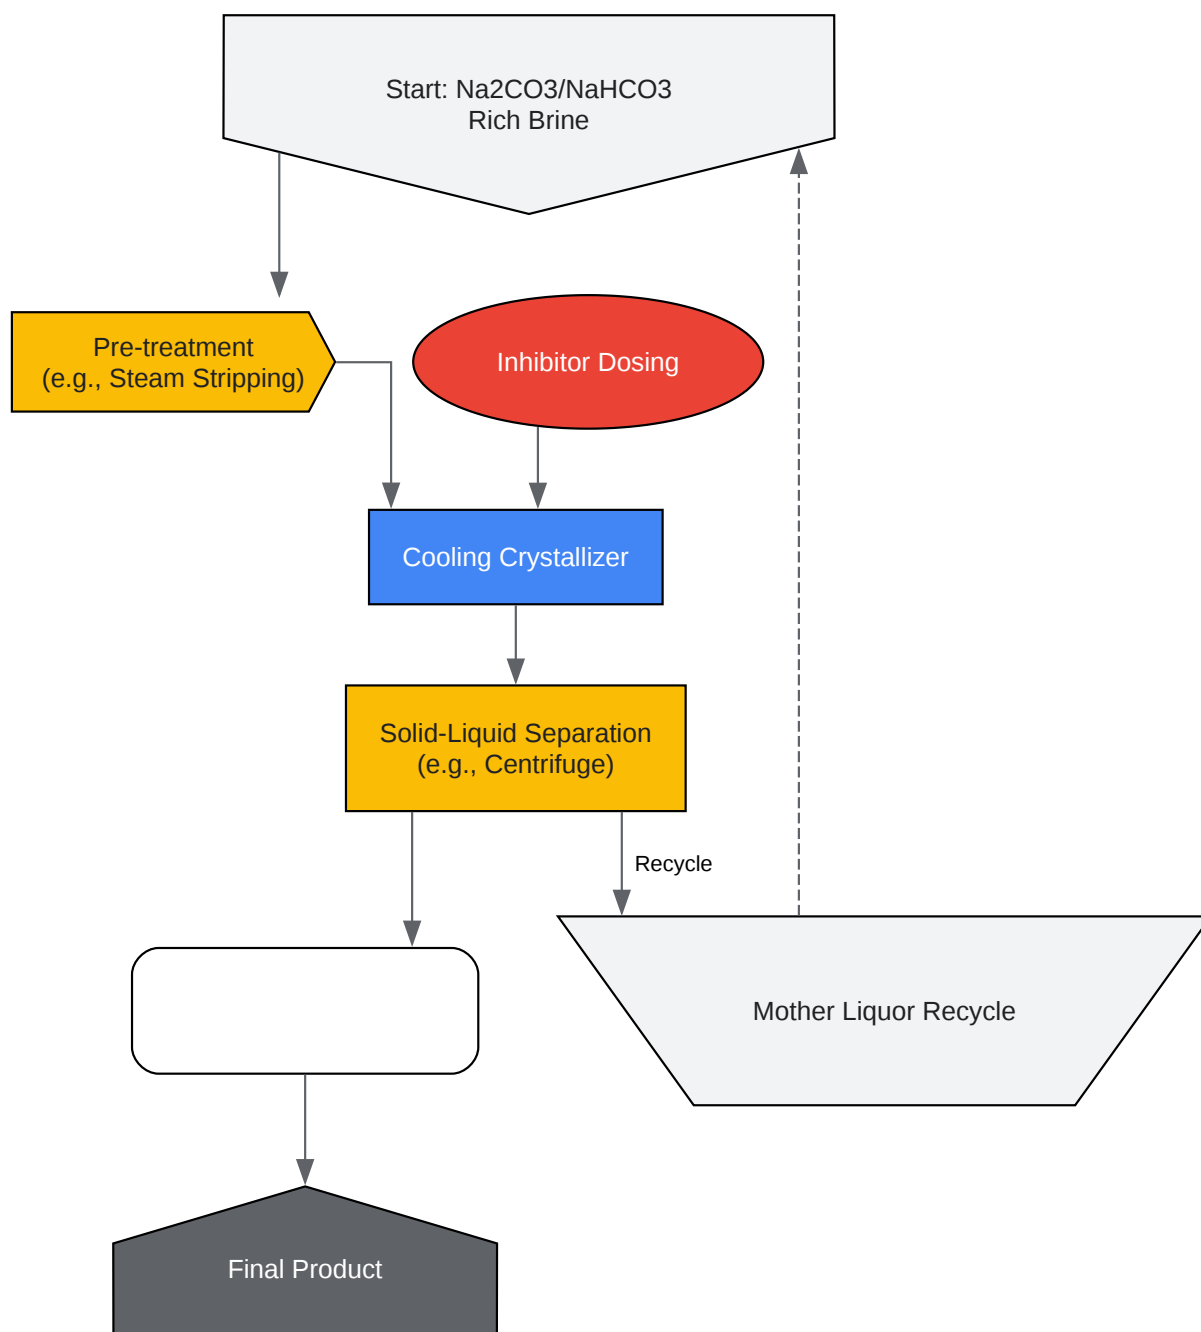 Start: Na2CO3/NaHCO3
Rich Brine
Pre-treatment
(e.g., Steam Stripping)
Inhibitor Dosing
Cooling Crystallizer
Solid-Liquid Separation
(e.g., Centrifuge)
Recycle
Mother Liquor Recycle
Final Product